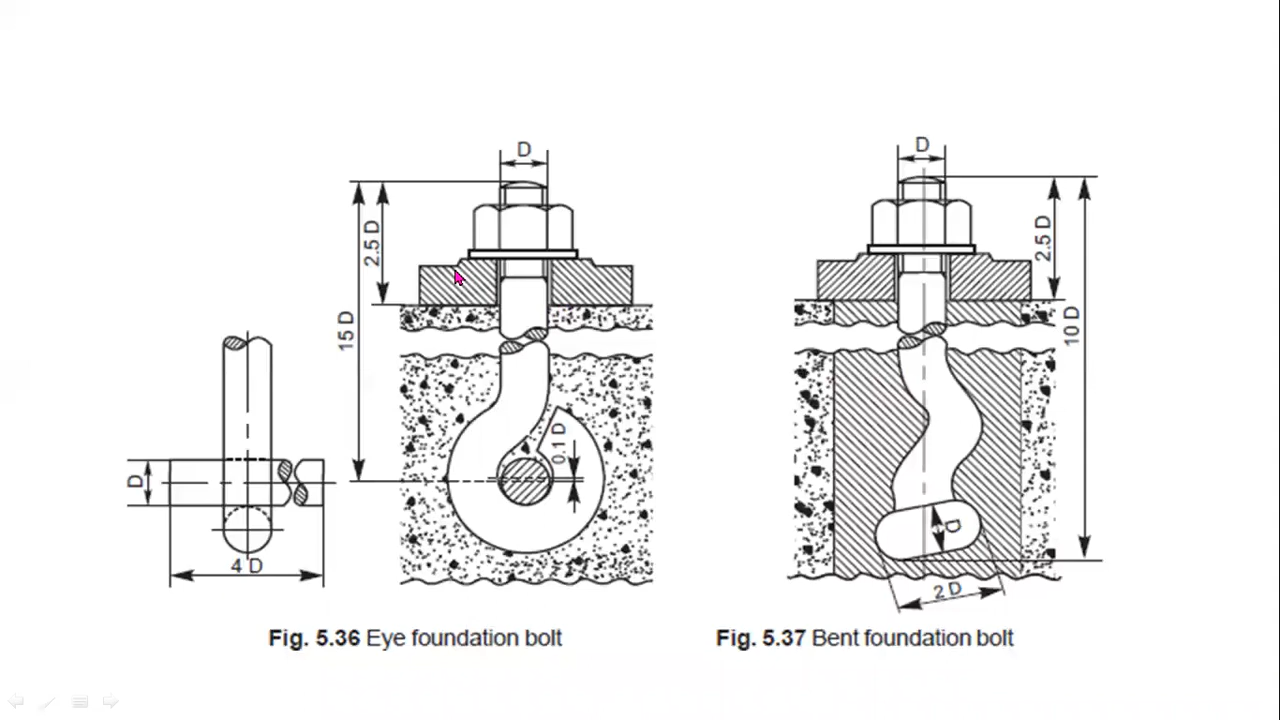 D
2.5 D
15 D
0.1 D
D
4 D
Fig. 5.36 Eye foundation bolt
D
2.5 D
10 D
D
2 D
Fig. 5.37 Bent foundation bolt